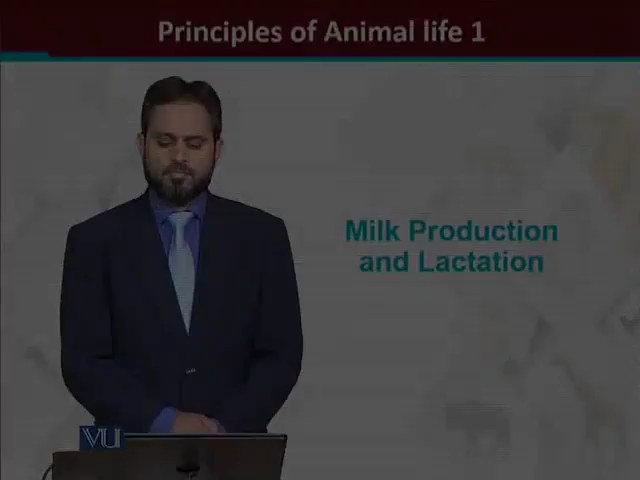 Principles of Animal life 1
Milk Production
and Lactation
VU